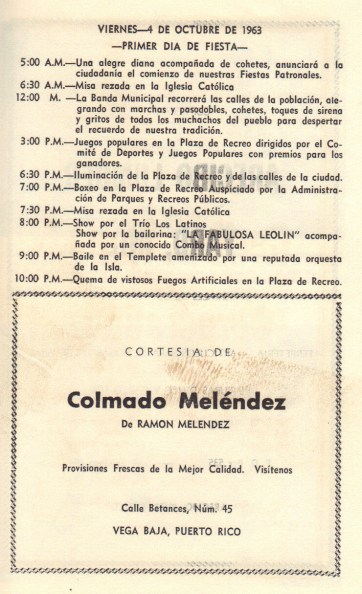 VIERNES—4 DE OCTUBRE DE 1963
—PRIMER DIA DE FIESTA—
5:00 A.M.—Una alegre diana acompañada de cohetes, anunciará a la
ciudadanía el comienzo de nuestras Fiestas Patronales.
6:30 A.M.—Misa rezada en la Iglesia Católica
12:00 M. —La Banda Municipal recorrerá las calles de la población, ale-
grando con marchas y pasodobles, cohetes, toques de sirena
y gritos de todos los muchachos del pueblo para despertar
el recuerdo de nuestra tradición.
3:00 P.M.—Juegos populares en la Plaza de Recreo dirigidos por el Co-
mité de Deportes y Juegos Populares con premio para los
ganadores.
6:30 P.M.—Iluminación de la Plaza de Recreo y de las calles de la ciudad.
7:00 P.M.—Boxeo en la Plaza de Recreo Auspiciado por la Administra-
ción de Parques y Recreos Públicos.
7:30 P.M.—Misa rezada en la Iglesia Católica
8:00 P.M.—Show por el Trío Los Latinos
Show por la bailarina: "LA FABULOSA LEOLIN" acompa-
ñada por un conocido Combo Musical.
9:00 P.M.—Baile en el Templete amenizado por una reputada orquesta
de la Isla.
10:00 P.M.—Quema de vistosos Fuegos Artificiales en la Plaza de Recreo.
CORTESIA DE
Colmado Meléndez
De RAMON MELENDEZ
Provisiones Frescas de la Mejor Calidad. Visítenos
Calle Betances, Núm. 45
VEGA BAJA, PUERTO RICO